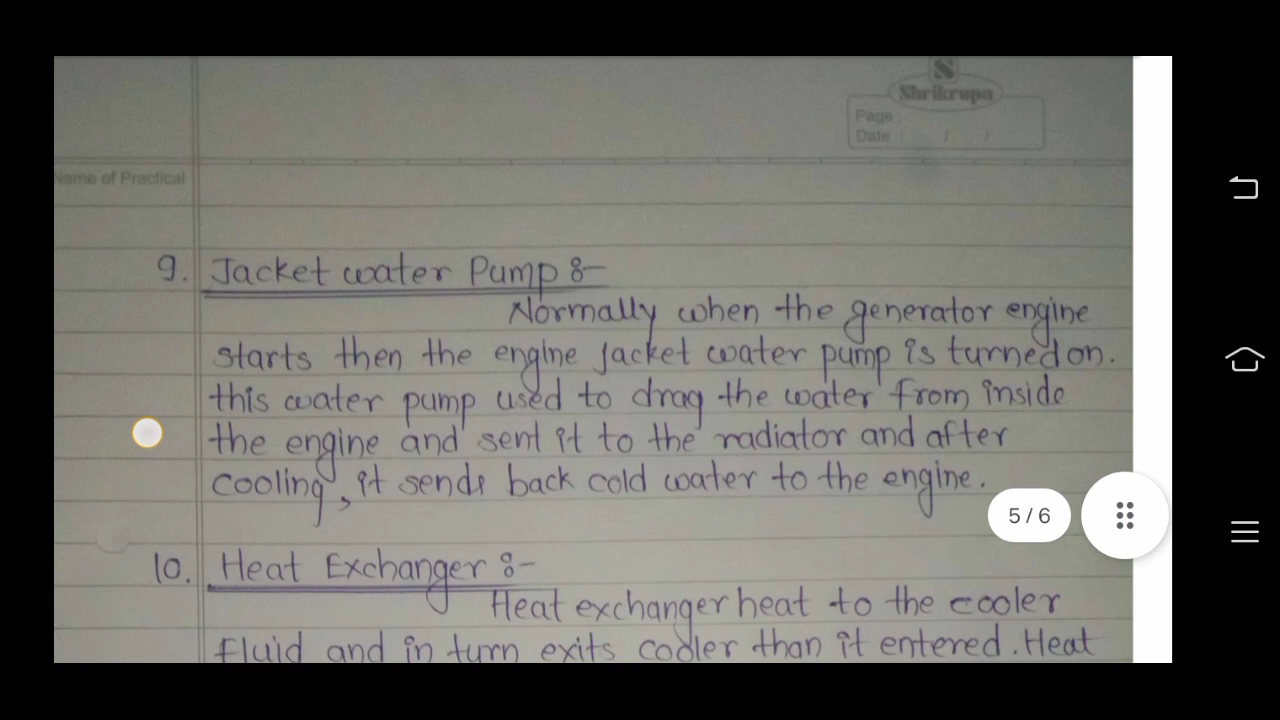 Shrikrupa
Page
Date / /
Name of Practical
9. Jacket water Pump :-
Normally when the generator engine
starts then the engine jacket water pump is turned on.
this water pump used to drag the water from inside
the engine and sent it to the radiator and after
cooling, it sends back cold water to the engine.
5 / 6
10. Heat Exchanger :-
Heat exchanger heat to the cooler
fluid and in turn exits cooler than it entered. Heat